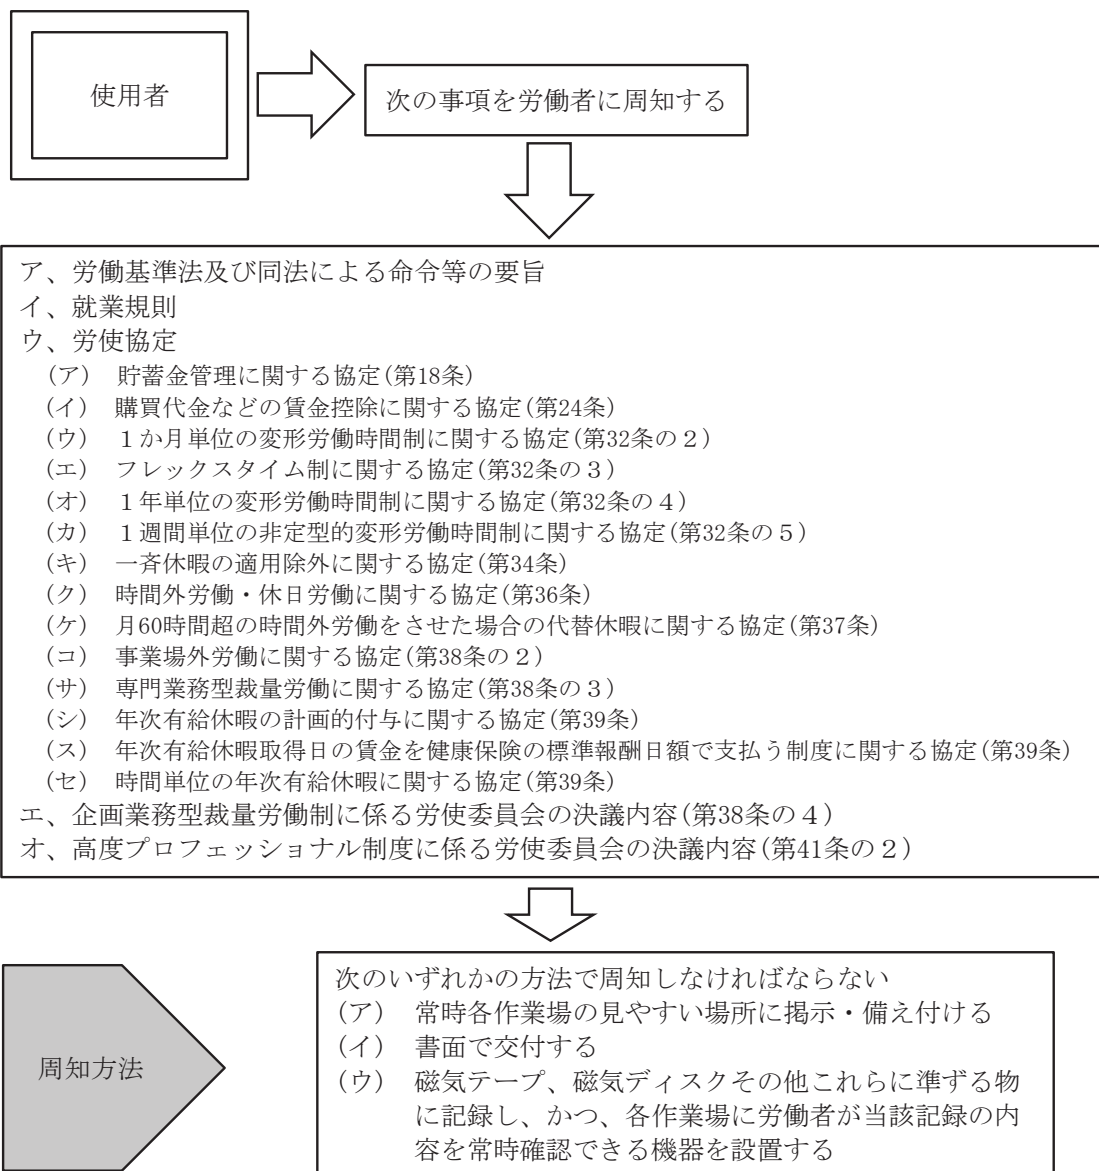 使用者
次の事項を労働者に周知する
ア、労働基準法及び同法による命令等の要旨
イ、就業規則
ウ、労使協定
(ア) 貯蓄金管理に関する協定(第18条)
(イ) 購買代金などの賃金控除に関する協定(第24条)
(ウ) 1か月単位の変形労働時間制に関する協定(第32条の2)
(エ) フレックスタイム制に関する協定(第32条の3)
(オ) 1年単位の変形労働時間制に関する協定(第32条の4)
(カ) 1週間単位の非定型的変形労働時間制に関する協定(第32条の5)
(キ) 一斉休暇の適用除外に関する協定(第34条)
(ク) 時間外労働・休日労働に関する協定(第36条)
(ケ) 月60時間超の時間外労働をさせた場合の代替休暇に関する協定(第37条)
(コ) 事業場外労働に関する協定(第38条の2)
(サ) 専門業務型裁量労働に関する協定(第38条の3)
(シ) 年次有給休暇の計画的付与に関する協定(第39条)
(ス) 年次有給休暇取得日の賃金を健康保険の標準報酬日額で支払う制度に関する協定(第39条)
(セ) 時間単位の年次有給休暇に関する協定(第39条)
エ、企画業務型裁量労働制に係る労使委員会の決議内容(第38条の4)
オ、高度プロフェッショナル制度に係る労使委員会の決議内容(第41条の2)
周知方法
次のいずれかの方法で周知しなければならない
(ア) 常時各作業場の見やすい場所に掲示・備え付ける
(イ) 書面で交付する
(ウ) 磁気テープ、磁気ディスクその他これらに準ずる物
に記録し、かつ、各作業場に労働者が当該記録の内
容を常時確認できる機器を設置する